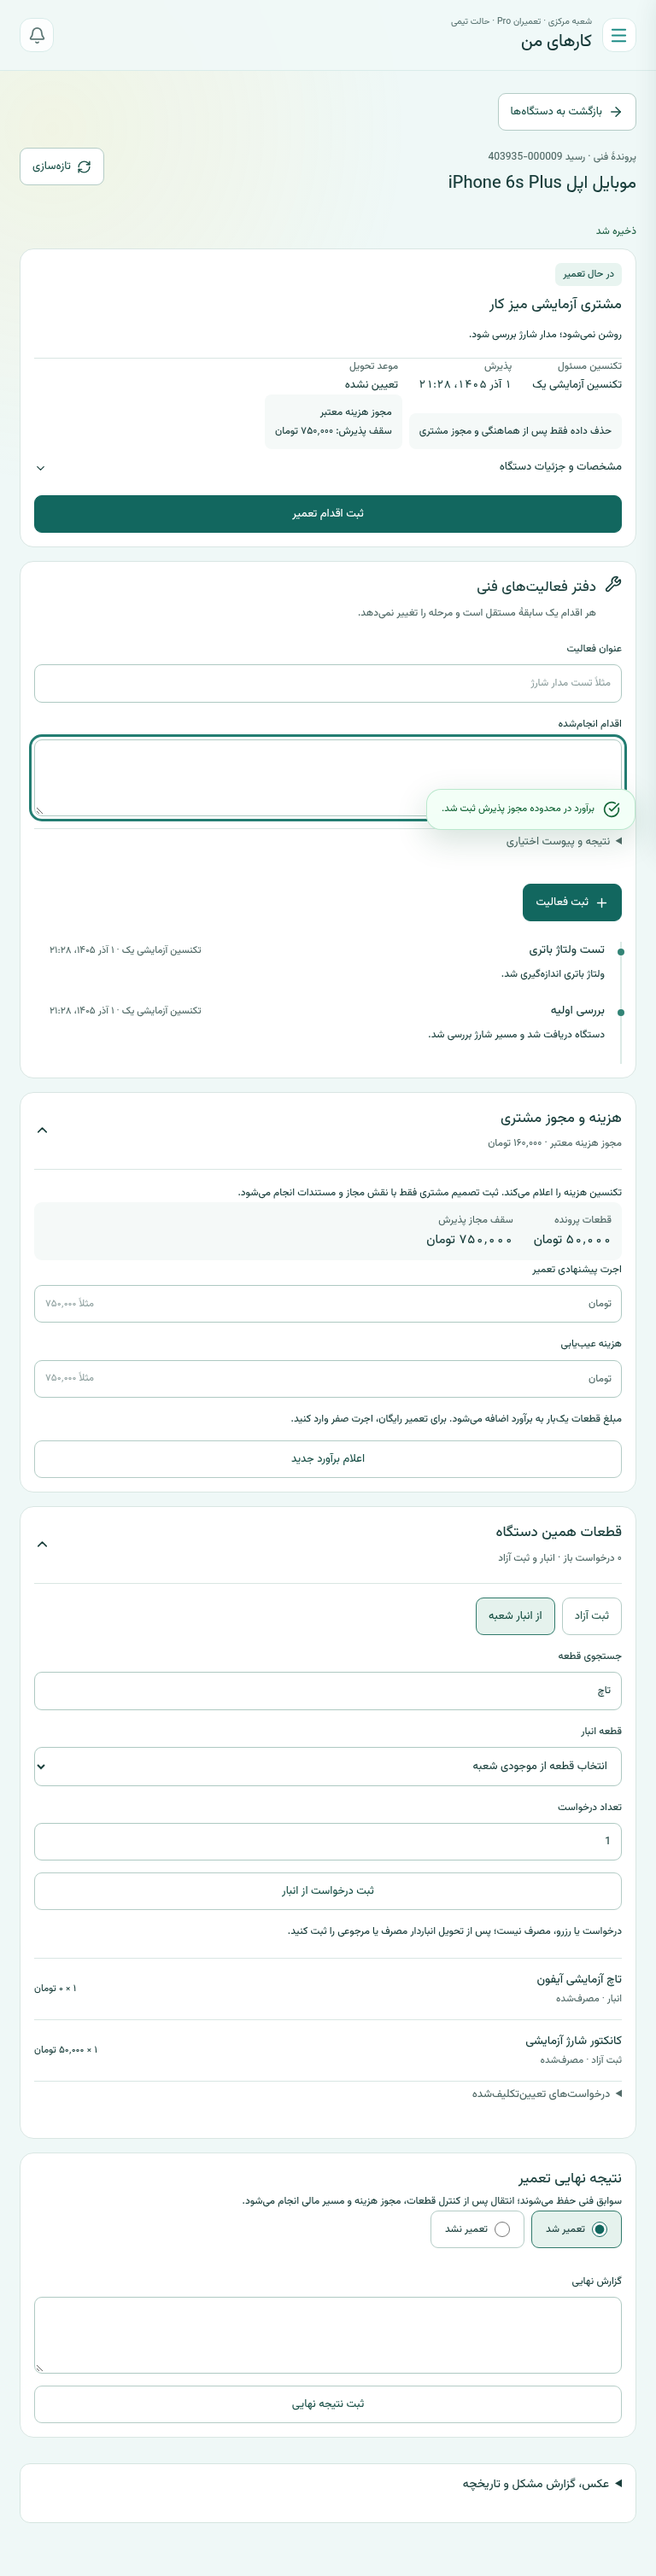 شعبه مرکزی · تعمیران Pro · حالت تیمی
کارهای من
بازگشت به دستگاه‌ها
پروندهٔ فنی · رسید 000009-403935
موبایل اپل iPhone 6s Plus
تازه‌سازی
ذخیره شد
در حال تعمیر
مشتری آزمایشی میز کار
روشن نمی‌شود؛ مدار شارژ بررسی شود.
تکنسین مسئول
تکنسین آزمایشی یک
پذیرش
۱ آذر ۱۴۰۵، ۲۱:۲۸
موعد تحویل
تعیین نشده
حذف داده فقط پس از هماهنگی و مجوز مشتری
مجوز هزینه معتبر
سقف پذیرش: ۷۵۰٬۰۰۰ تومان
مشخصات و جزئیات دستگاه
ثبت اقدام تعمیر
دفتر فعالیت‌های فنی
هر اقدام یک سابقهٔ مستقل است و مرحله را تغییر نمی‌دهد.
عنوان فعالیت
مثلاً تست مدار شارژ
اقدام انجام‌شده
برآورد در محدوده مجوز پذیرش ثبت شد.
نتیجه و پیوست اختیاری
ثبت فعالیت
تست ولتاژ باتری
تکنسین آزمایشی یک · ۱ آذر ۱۴۰۵، ۲۱:۲۸
ولتاژ باتری اندازه‌گیری شد.
بررسی اولیه
تکنسین آزمایشی یک · ۱ آذر ۱۴۰۵، ۲۱:۲۸
دستگاه دریافت شد و مسیر شارژ بررسی شد.
هزینه و مجوز مشتری
مجوز هزینه معتبر · ۱۶۰٬۰۰۰ تومان
تکنسین هزینه را اعلام می‌کند. ثبت تصمیم مشتری فقط با نقش مجاز و مستندات انجام می‌شود.
قطعات پرونده
۵۰٬۰۰۰ تومان
سقف مجاز پذیرش
۷۵۰٬۰۰۰ تومان
اجرت پیشنهادی تعمیر
تومان
مثلاً ۷۵۰٬۰۰۰
هزینه عیب‌یابی
تومان
مثلاً ۷۵۰٬۰۰۰
مبلغ قطعات یک‌بار به برآورد اضافه می‌شود. برای تعمیر رایگان، اجرت صفر وارد کنید.
اعلام برآورد جدید
قطعات همین دستگاه
۰ درخواست باز · انبار و ثبت آزاد
ثبت آزاد
از انبار شعبه
جستجوی قطعه
تاچ
قطعه انبار
انتخاب قطعه از موجودی شعبه
تعداد درخواست
1
ثبت درخواست از انبار
درخواست یا رزرو، مصرف نیست؛ پس از تحویل انباردار مصرف یا مرجوعی را ثبت کنید.
تاچ آزمایشی آیفون
انبار · مصرف‌شده
۱ × ۰ تومان
کانکتور شارژ آزمایشی
ثبت آزاد · مصرف‌شده
۱ × ۵۰٬۰۰۰ تومان
درخواست‌های تعیین‌تکلیف‌شده
نتیجه نهایی تعمیر
سوابق فنی حفظ می‌شوند؛ انتقال پس از کنترل قطعات، مجوز هزینه و مسیر مالی انجام می‌شود.
تعمیر شد
تعمیر نشد
گزارش نهایی
ثبت نتیجه نهایی
عکس، گزارش مشکل و تاریخچه